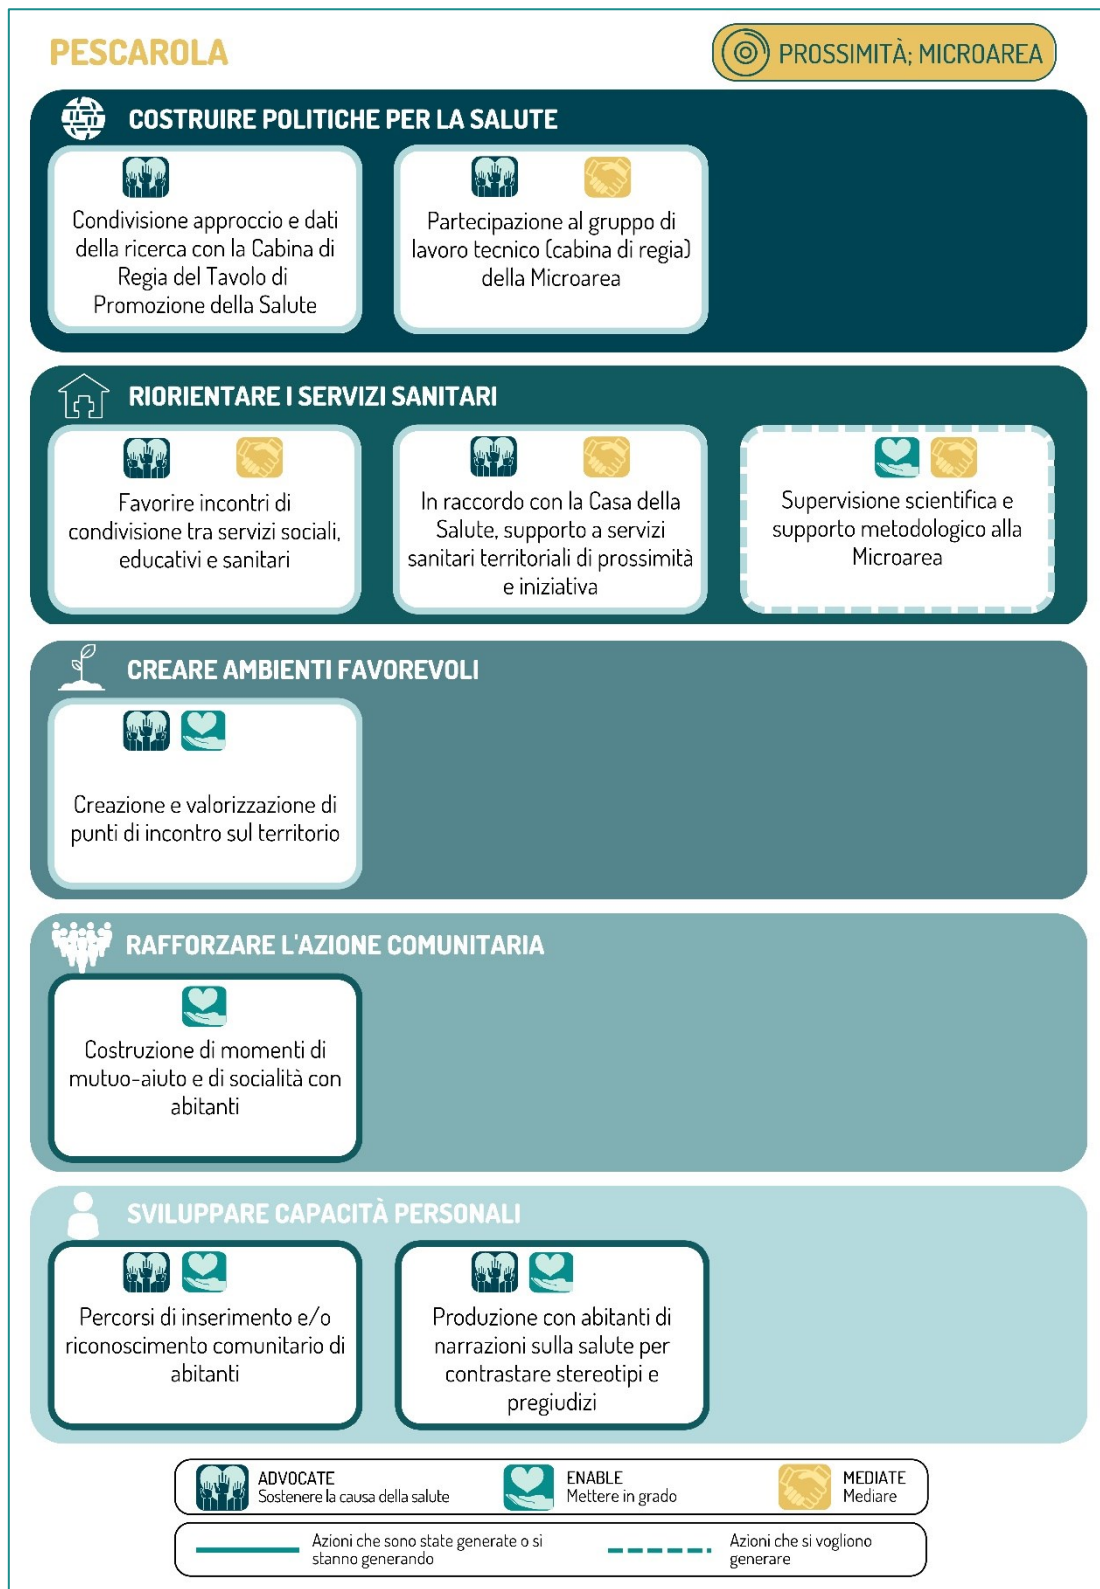 PESCAROLA
PROSSIMITÀ; MICROAREA
COSTRUIRE POLITICHE PER LA SALUTE
Condivisione approccio e dati
della ricerca con la Cabina di
Regia del Tavolo di
Promozione della Salute
Partecipazione al gruppo di
lavoro tecnico (cabina di regia)
della Microarea
RIORIENTARE I SERVIZI SANITARI
Favorire incontri di
condivisione tra servizi sociali,
educativi e sanitari
In raccordo con la Casa della
Salute, supporto a servizi
sanitari territoriali di prossimità
e iniziativa
Supervisione scientifica e
supporto metodologico alla
Microarea
CREARE AMBIENTI FAVOREVOLI
Creazione e valorizzazione di
punti di incontro sul territorio
RAFFORZARE L'AZIONE COMUNITARIA
Costruzione di momenti di
mutuo-aiuto e di socialità con
abitanti
SVILUPPARE CAPACITÀ PERSONALI
Percorsi di inserimento e/o
riconoscimento comunitario di
abitanti
Produzione con abitanti di
narrazioni sulla salute per
contrastare stereotipi e
pregiudizi
ADVOCATE
Sostenere la causa della salute
ENABLE
Mettere in grado
MEDIATE
Mediare
Azioni che sono state generate o si
stanno generando
Azioni che si vogliono
generare